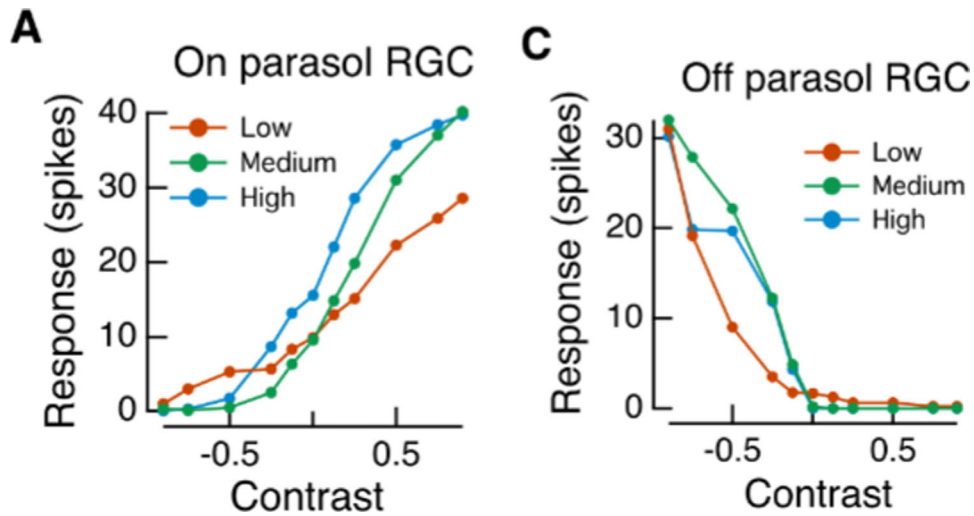 A
On parasol RGC
Response (spikes)
40
30
20
10
0
Low
Medium
High
-0.5
0.5
Contrast
C
Off parasol RGC
Response (spikes)
30
20
10
0
Low
Medium
High
-0.5
0.5
Contrast